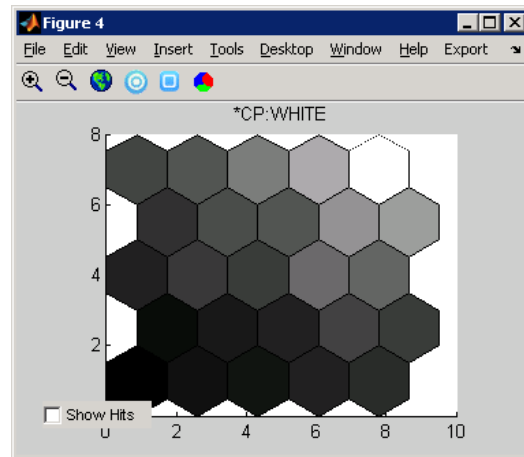 Figure 4
File Edit View Insert Tools Desktop Window Help Export
*CP:WHITE
8
6
4
2
Show Hits
0 2 4 6 8 10